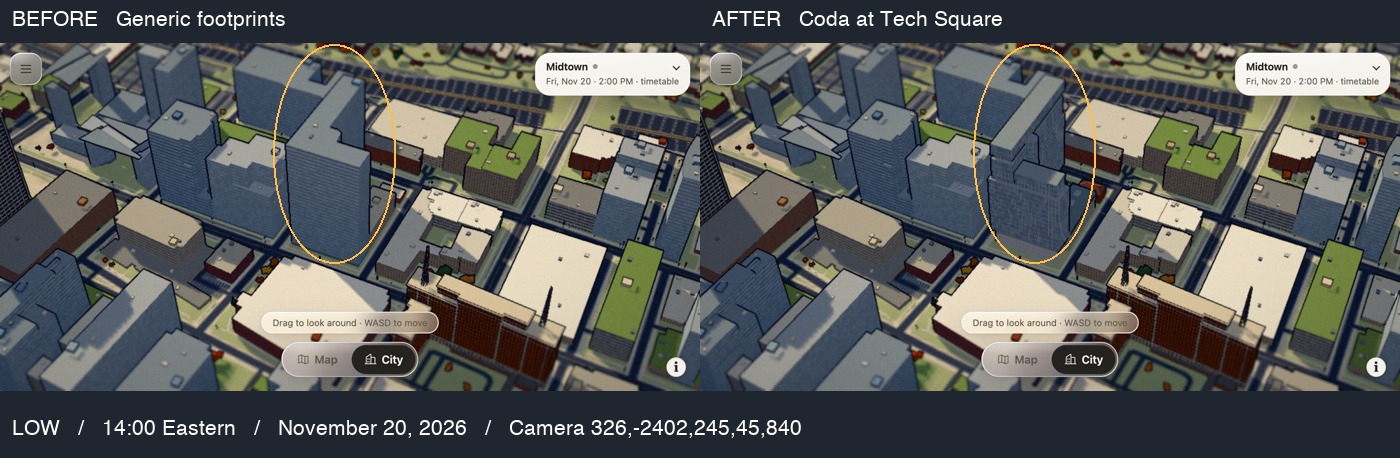 BEFORE Generic footprints
AFTER Coda at Tech Square
Midtown
Fri, Nov 20 · 2:00 PM · timetable
Midtown
Fri, Nov 20 · 2:00 PM · timetable
Drag to look around · WASD to move
Drag to look around · WASD to move
Map City
Map City
i
i
LOW / 14:00 Eastern / November 20, 2026 / Camera 326,-2402,245,45,840